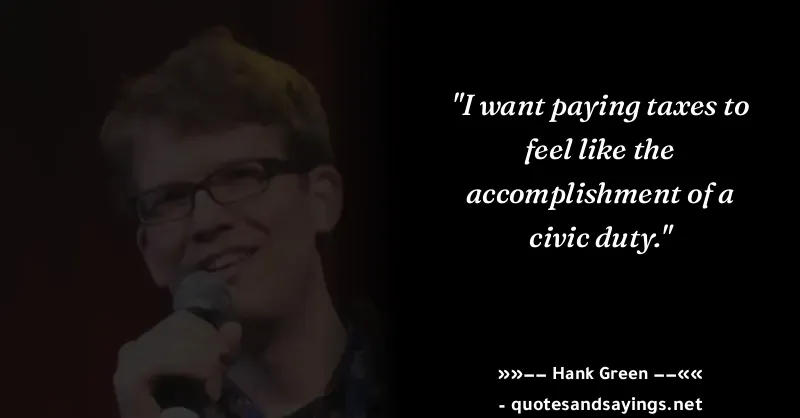 "I want paying taxes to
feel like the
accomplishment of a
civic duty."
»»−− Hank Green −−««
- quotesandsayings.net